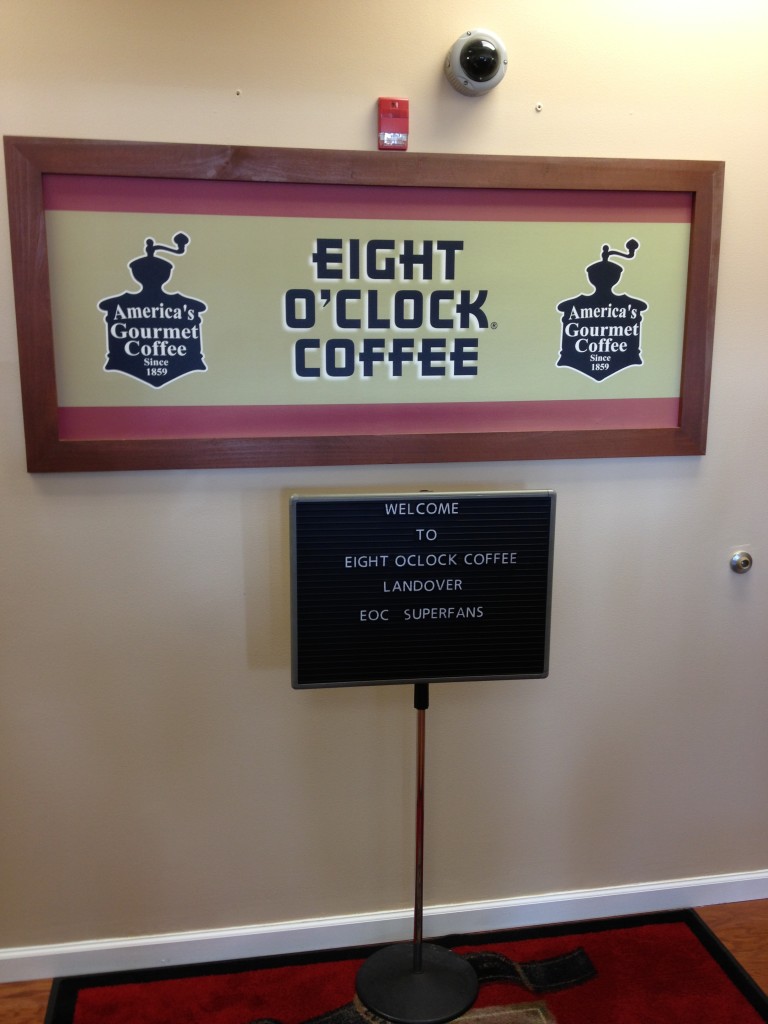 EIGHT
O'CLOCK®
COFFEE
America's
Gourmet
Coffee
Since
1859
America's
Gourmet
Coffee
Since
1859
WELCOME
TO
EIGHT OCLOCK COFFEE
LANDOVER
EOC SUPERFANS